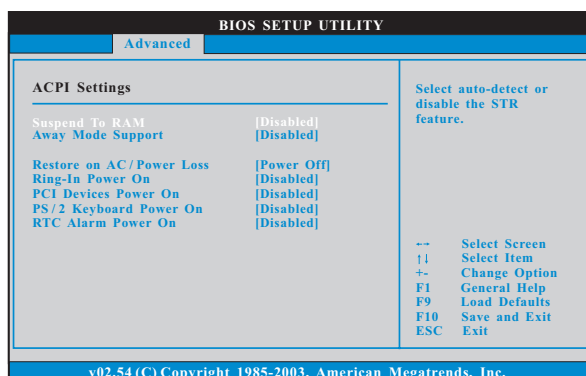 BIOS SETUP UTILITY
Advanced
ACPI Settings
Suspend To RAM [Disabled]
Away Mode Support [Disabled]
Restore on AC / Power Loss [Power Off]
Ring-In Power On [Disabled]
PCI Devices Power On [Disabled]
PS / 2 Keyboard Power On [Disabled]
RTC Alarm Power On [Disabled]
Select auto-detect or
disable the STR
feature.
←→ Select Screen
↑↓ Select Item
+- Change Option
F1 General Help
F9 Load Defaults
F10 Save and Exit
ESC Exit
v02.54 (C) Copyright 1985-2003, American Megatrends, Inc.